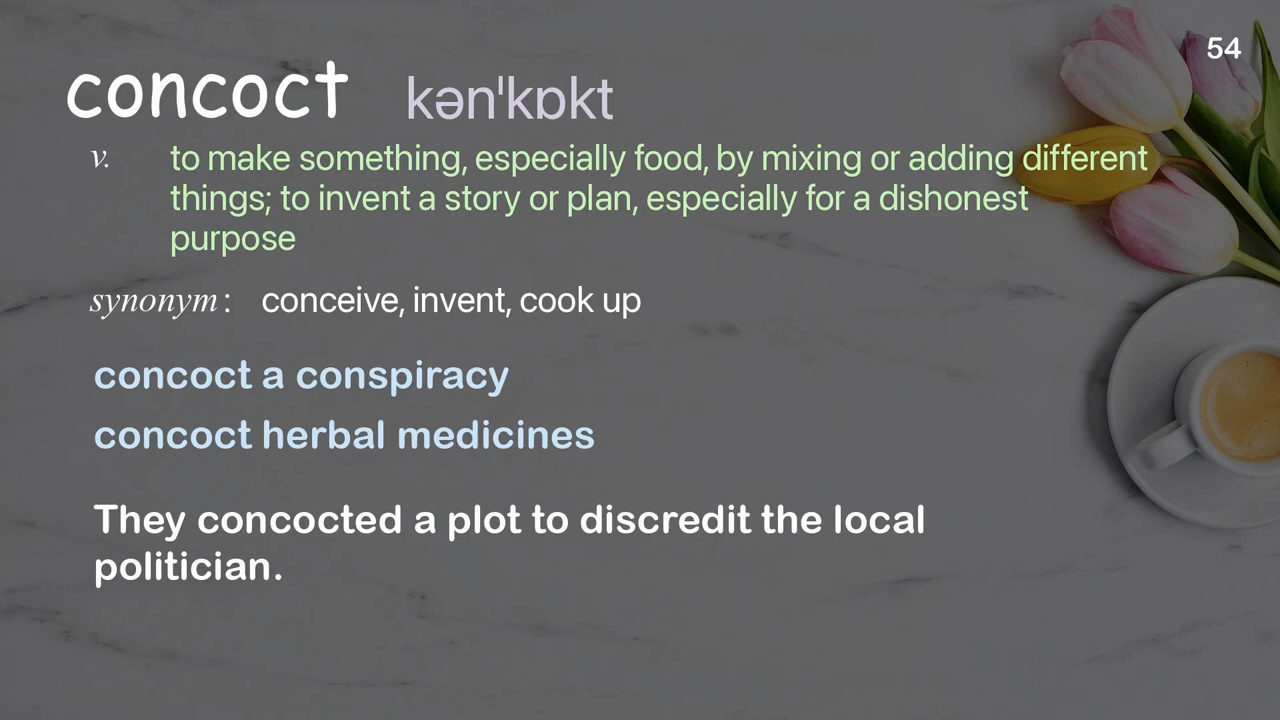 54
concoct kən'kɒkt
v. to make something, especially food, by mixing or adding different
things; to invent a story or plan, especially for a dishonest
purpose
synonym: conceive, invent, cook up
concoct a conspiracy
concoct herbal medicines
They concocted a plot to discredit the local
politician.